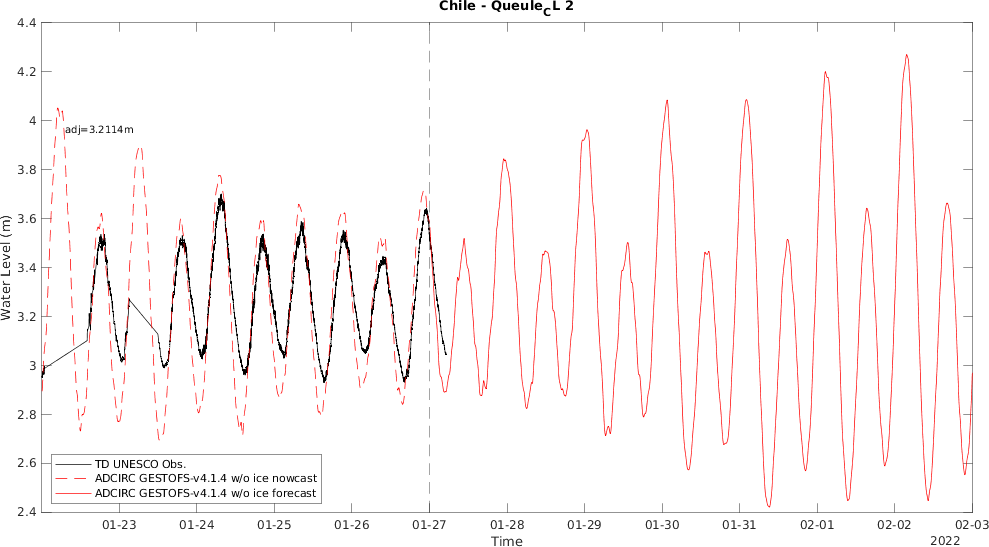 Chile - Queule_CL 2
4.4
4.2
4
3.8
3.6
3.4
3.2
3
2.8
2.6
2.4
Water Level (m)
adj=3.2114m
TD UNESCO Obs.
ADCIRC GESTOFS-v4.1.4 w/o ice nowcast
ADCIRC GESTOFS-v4.1.4 w/o ice forecast
01-23 01-24 01-25 01-26 01-27 01-28 01-29 01-30 01-31 02-01 02-02 02-03
Time
2022